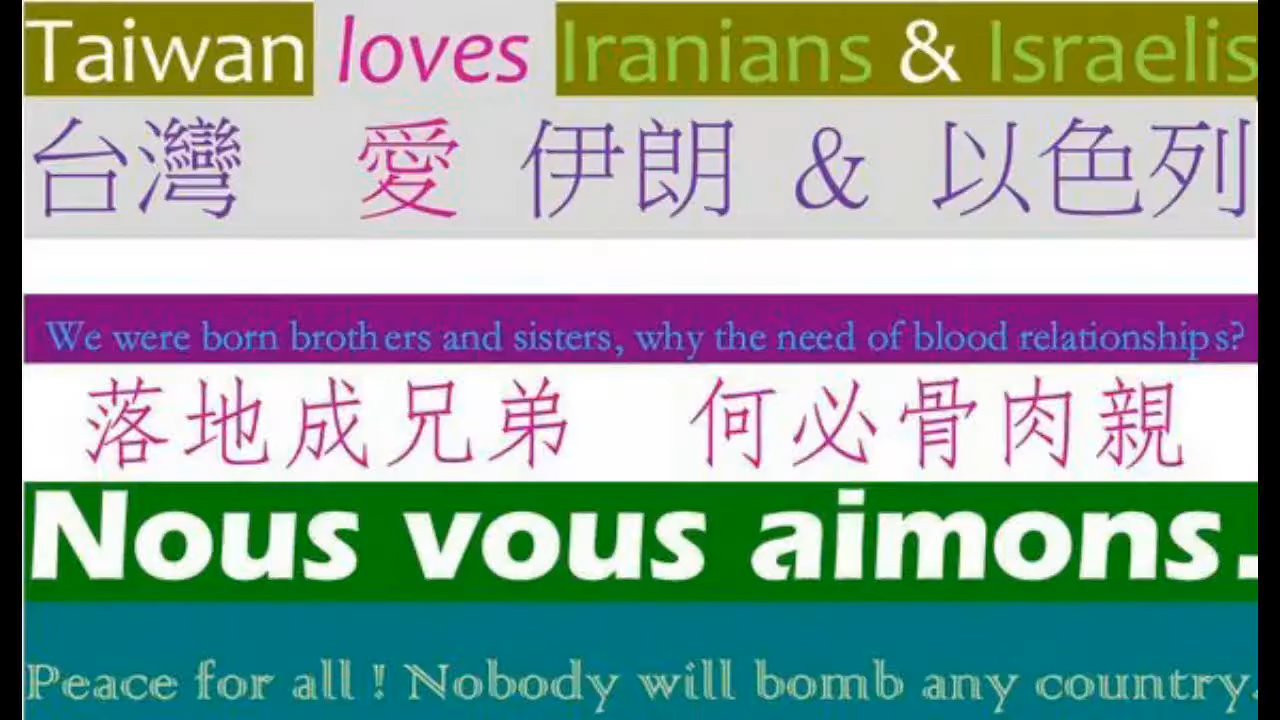 Taiwan loves Iranians & Israelis
台灣 愛 伊朗 & 以色列
We were born brothers and sisters, why the need of blood relationships?
落地成兄弟 何必骨肉親
Nous vous aimons.
Peace for all ! Nobody will bomb any country.